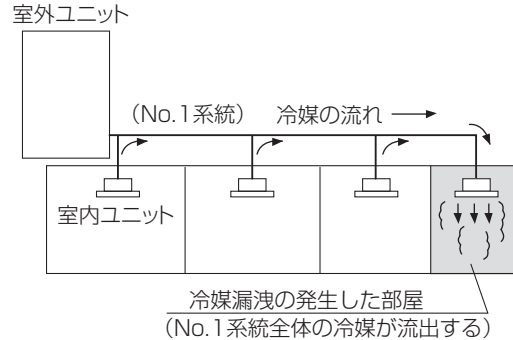 室外ユニット
（No.1系統） 冷媒の流れ
室内ユニット
冷媒漏洩の発生した部屋
（No.1系統全体の冷媒が流出する）